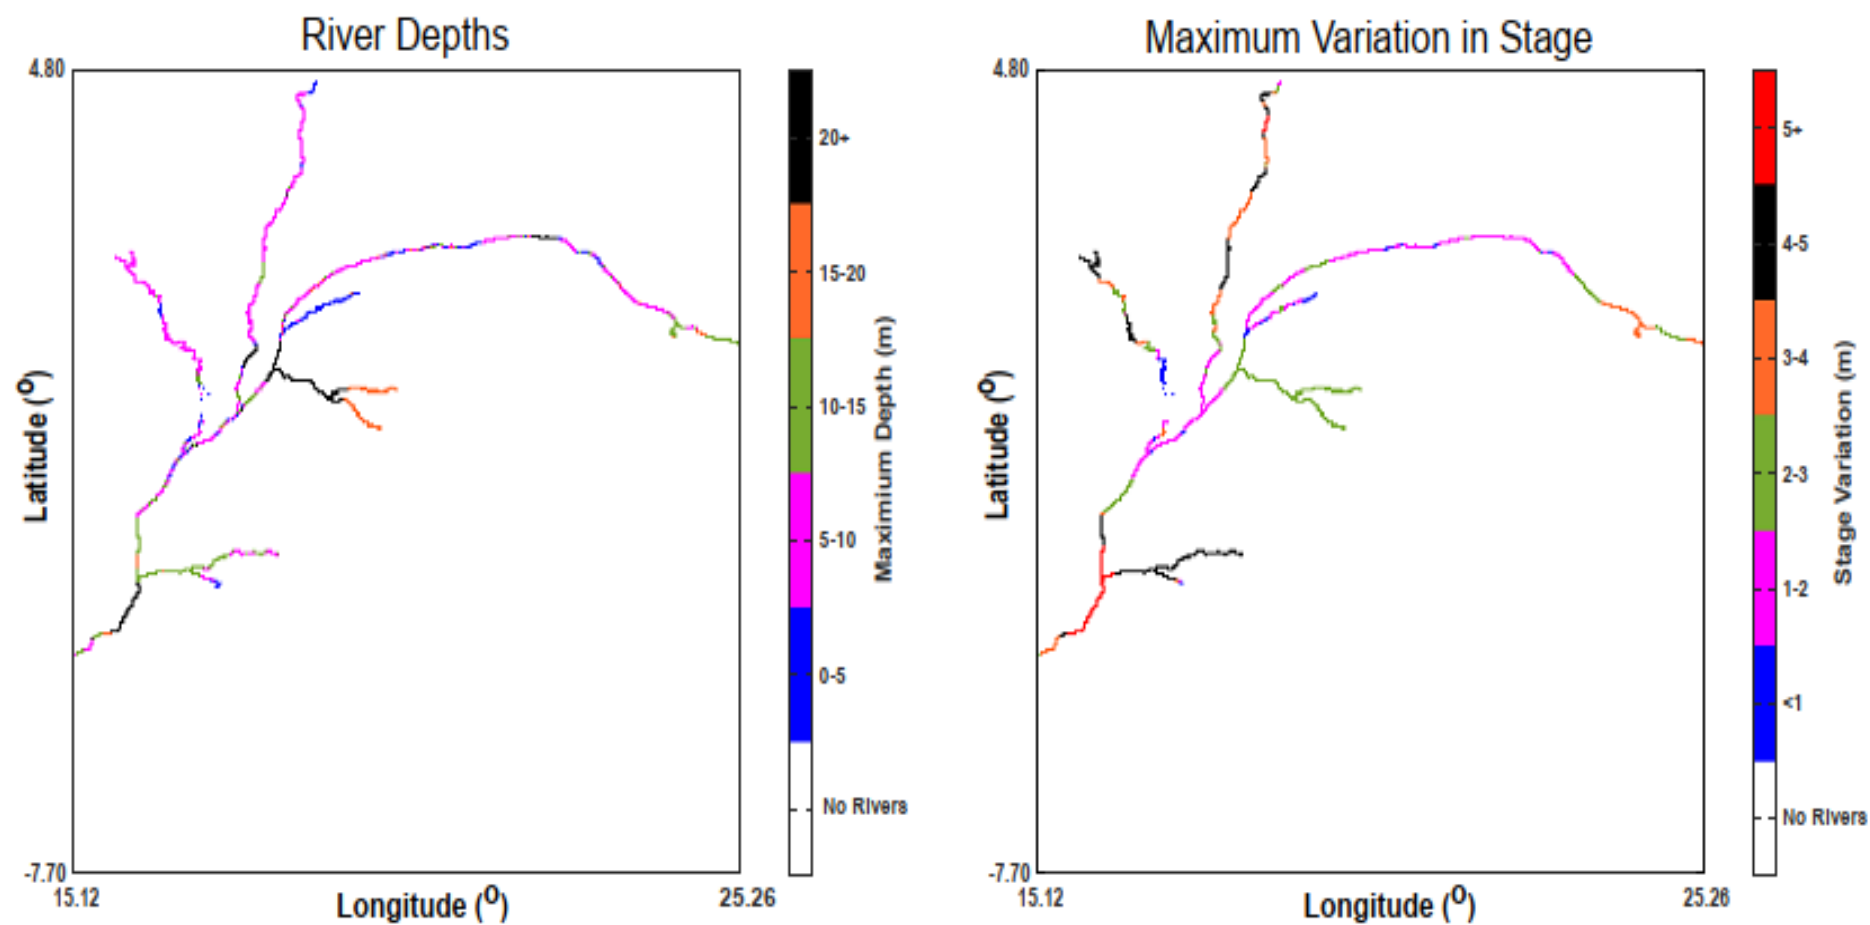 River Depths
4.80
20+
15-20
10-15
5-10
0-5
No Rivers
Maximium Depth (m)
Latitude (º)
-7.70
15.12
Longitude (º)
25.26
Maximum Variation in Stage
4.80
5+
4-5
3-4
2-3
1-2
<1
No Rivers
Stage Variation (m)
Latitude (º)
-7.70
15.12
Longitude (º)
25.26